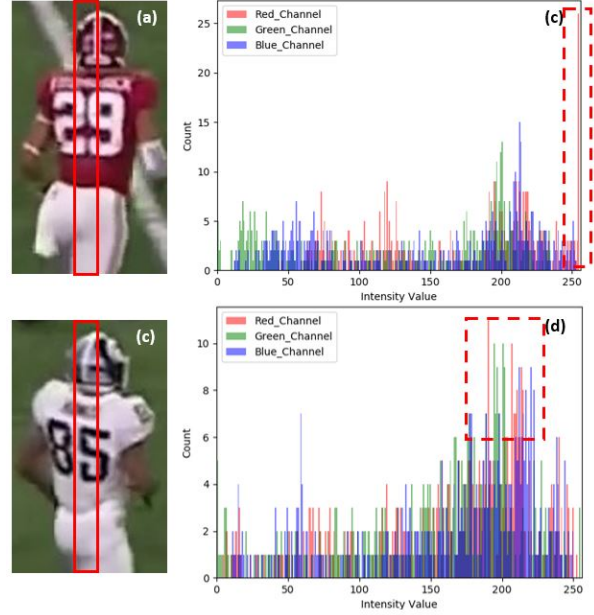 (a)
29
(c)
Red_Channel
Green_Channel
Blue_Channel
Count
25
20
15
10
5
0
0 50 100 150 200 250
Intensity Value
(c)
85
(d)
Red_Channel
Green_Channel
Blue_Channel
Count
10
8
6
4
2
0
0 50 100 150 200 250
Intensity Value